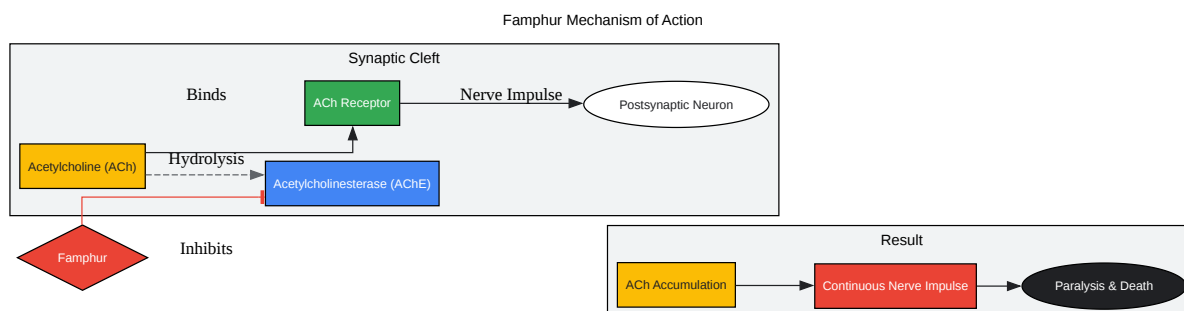 Famphur Mechanism of Action
Synaptic Cleft
Binds
ACh Receptor
Nerve Impulse
Postsynaptic Neuron
Acetylcholine (ACh)
Hydrolysis
Acetylcholinesterase (AChE)
Famphur
Inhibits
Result
ACh Accumulation
Continuous Nerve Impulse
Paralysis & Death